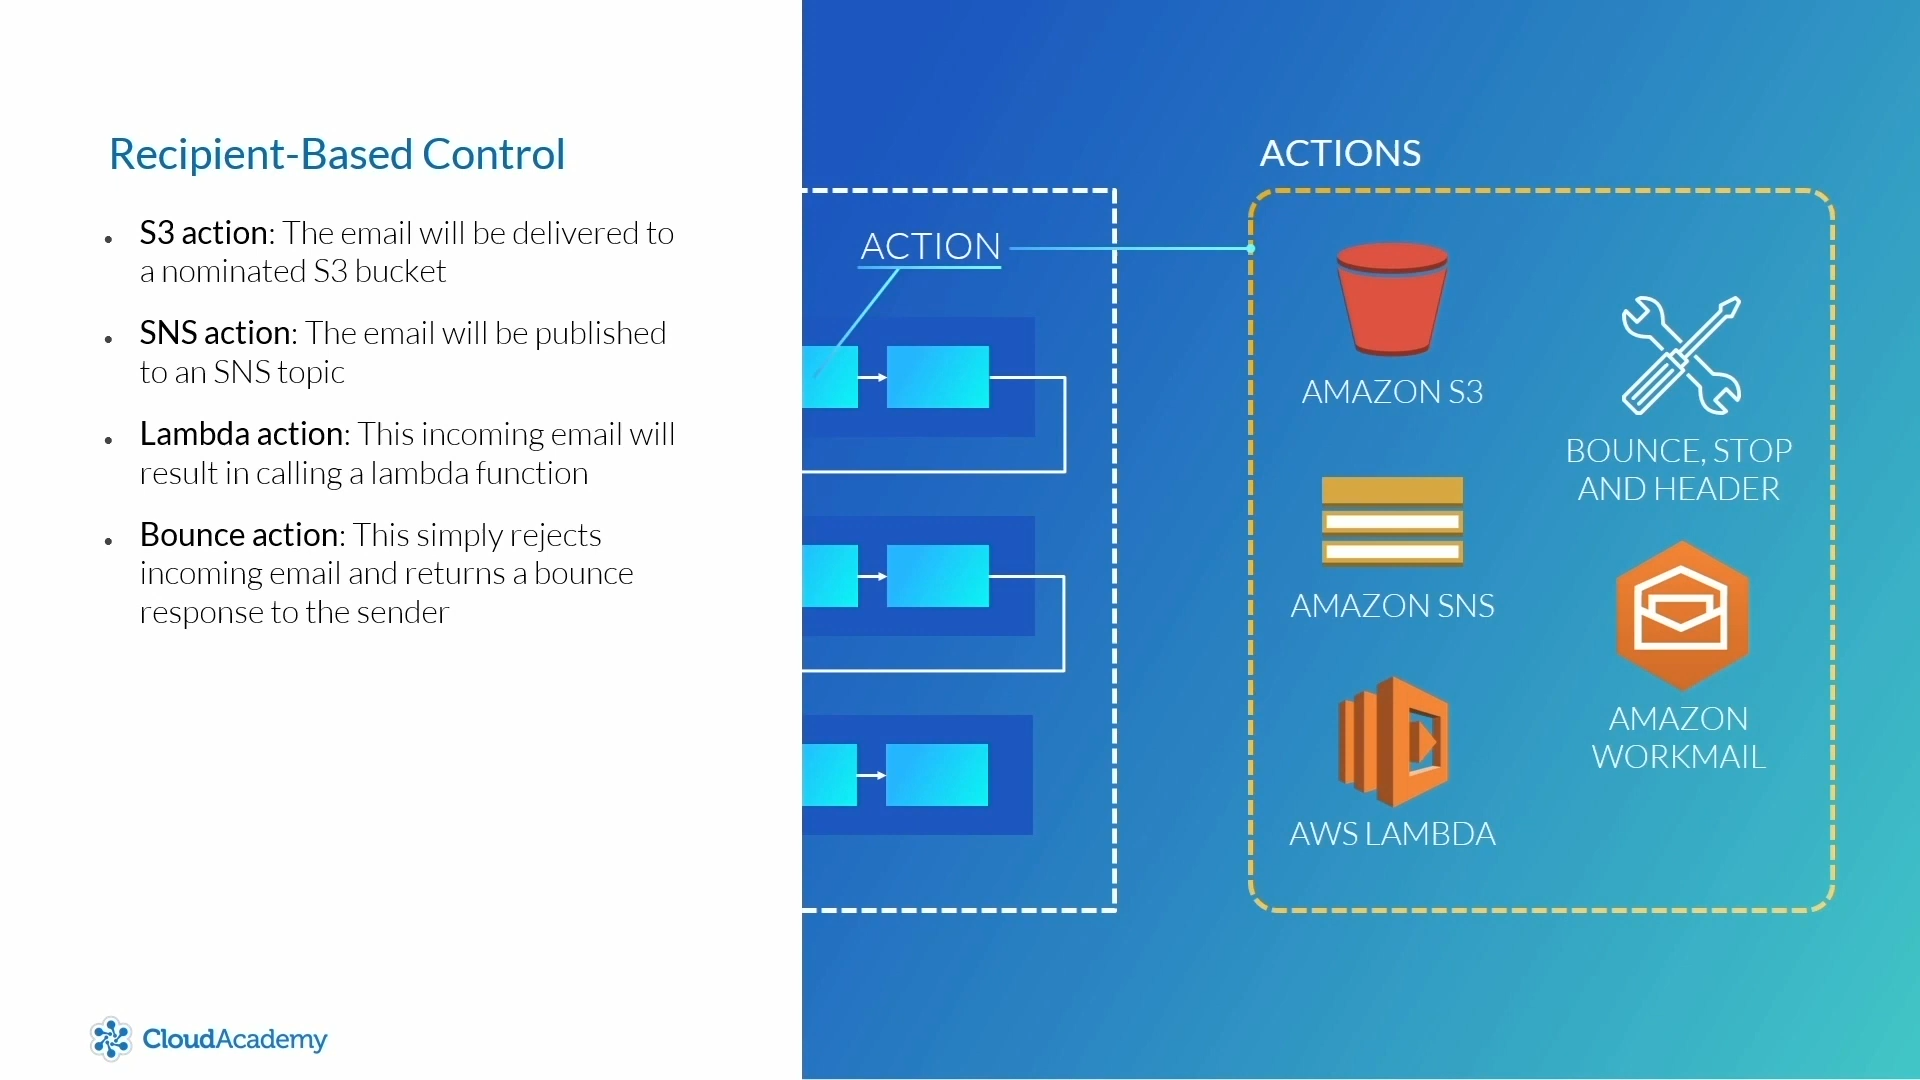 Recipient-Based Control
S3 action: The email will be delivered to
a nominated S3 bucket
SNS action: The email will be published
to an SNS topic
Lambda action: This incoming email will
result in calling a lambda function
Bounce action: This simply rejects
incoming email and returns a bounce
response to the sender
CloudAcademy
ACTION
ACTIONS
AMAZON S3
AMAZON SNS
AWS LAMBDA
BOUNCE, STOP
AND HEADER
AMAZON
WORKMAIL